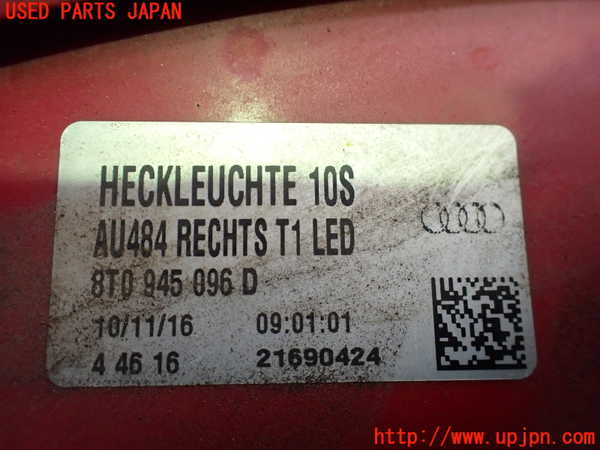 USED PARTS JAPAN
HECKLEUCHTE 10S
AU484 RECHTS T1 LED
8T0 945 096 D
10/11/16 09:01:01
4 46 16 21690424
http://www.upjpn.com/